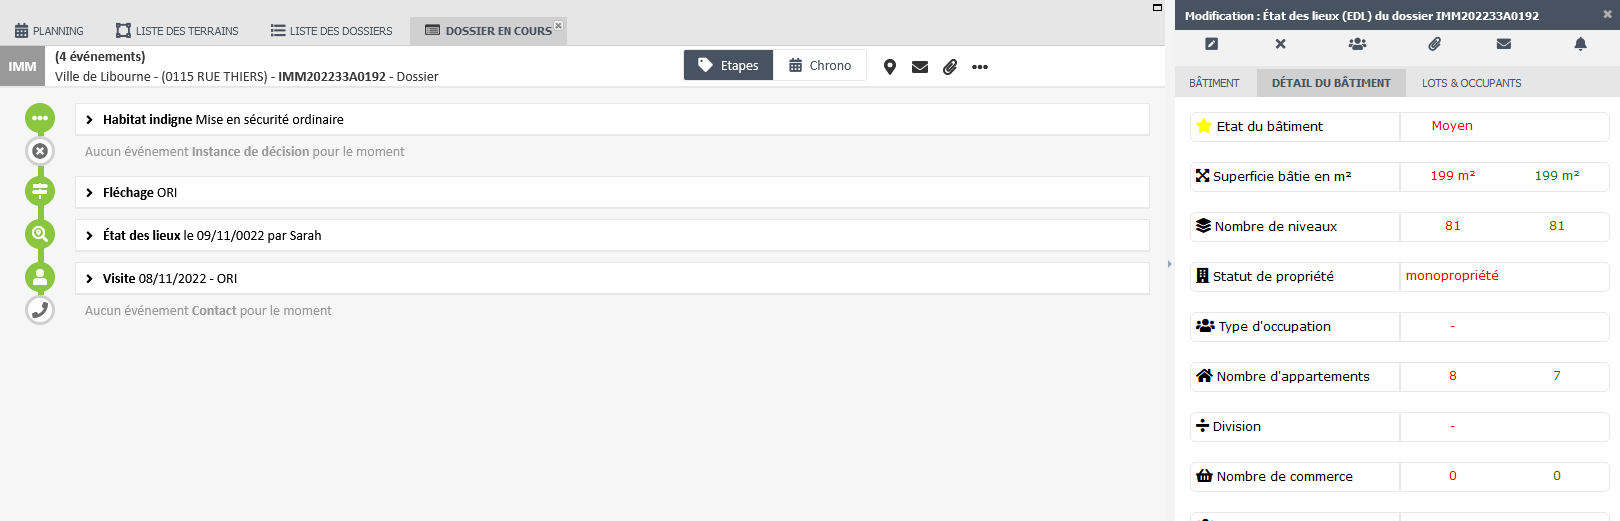 PLANNING
LISTE DES TERRAINS
LISTE DES DOSSIERS
DOSSIER EN COURS
IMM
(4 événements)
Ville de Libourne - (0115 RUE THIERS) - IMM202233A0192 - Dossier
Etapes
Chrono
Habitat indigne Mise en sécurité ordinaire
Aucun événement Instance de décision pour le moment
Fléchage ORI
État des lieux le 09/11/0022 par Sarah
Visite 08/11/2022 - ORI
Aucun événement Contact pour le moment
Modification : État des lieux (EDL) du dossier IMM202233A0192
BÂTIMENT
DÉTAIL DU BÂTIMENT
LOTS & OCCUPANTS
Etat du bâtiment Moyen
Superficie bâtie en m² 199 m² 199 m²
Nombre de niveaux 81 81
Statut de propriété monopropriété
Type d'occupation -
Nombre d'appartements 8 7
Division -
Nombre de commerce 0 0